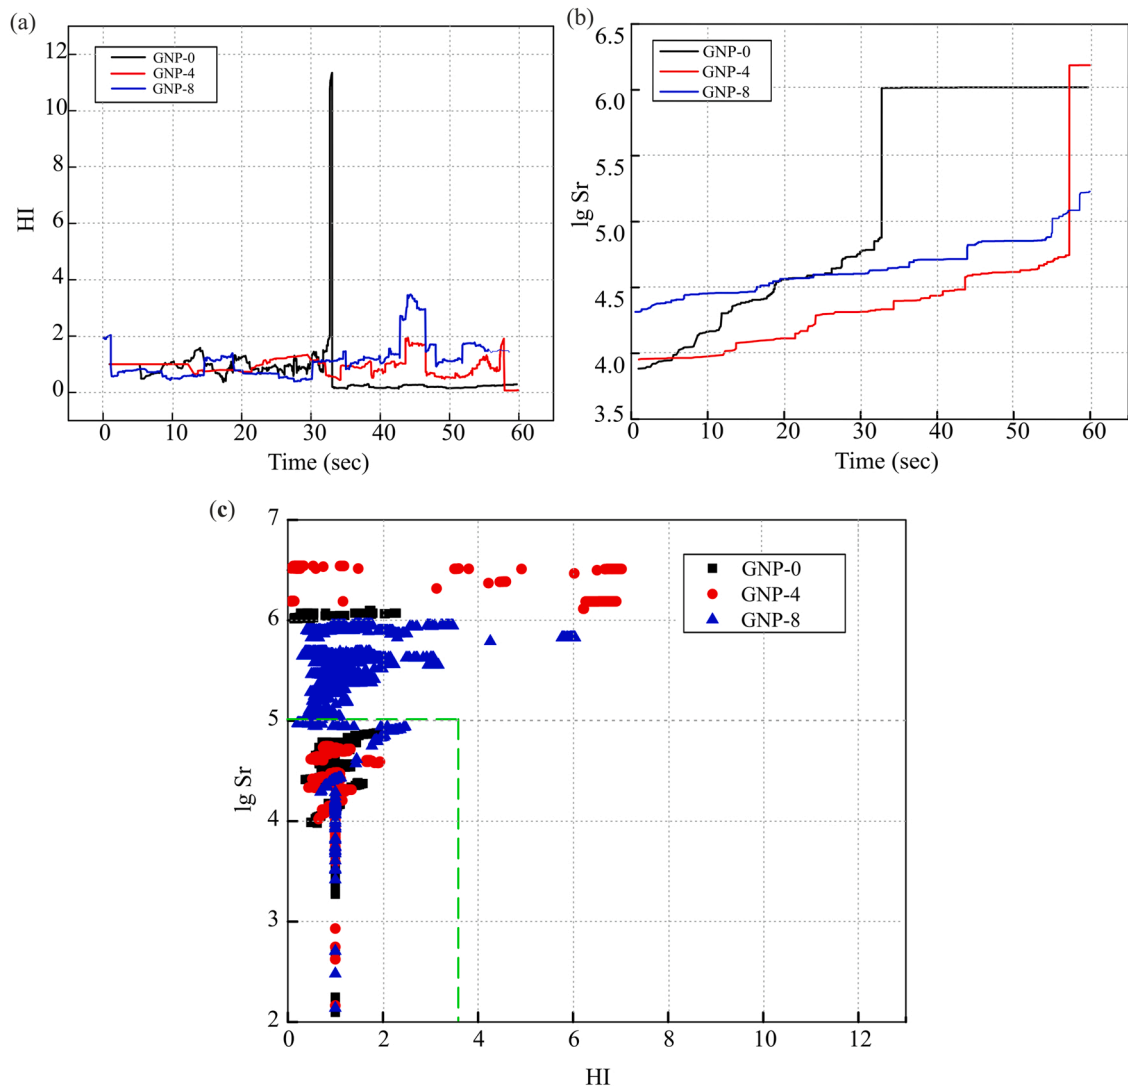 (a)
HI
12
10
8
6
4
2
0
GNP-0
GNP-4
GNP-8
0 10 20 30 40 50 60
Time (sec)
(b)
lg Sr
6.5
6.0
5.5
5.0
4.5
4.0
3.5
GNP-0
GNP-4
GNP-8
0 10 20 30 40 50 60
Time (sec)
(c)
lg Sr
7
6
5
4
3
2
GNP-0
GNP-4
GNP-8
0 2 4 6 8 10 12
HI